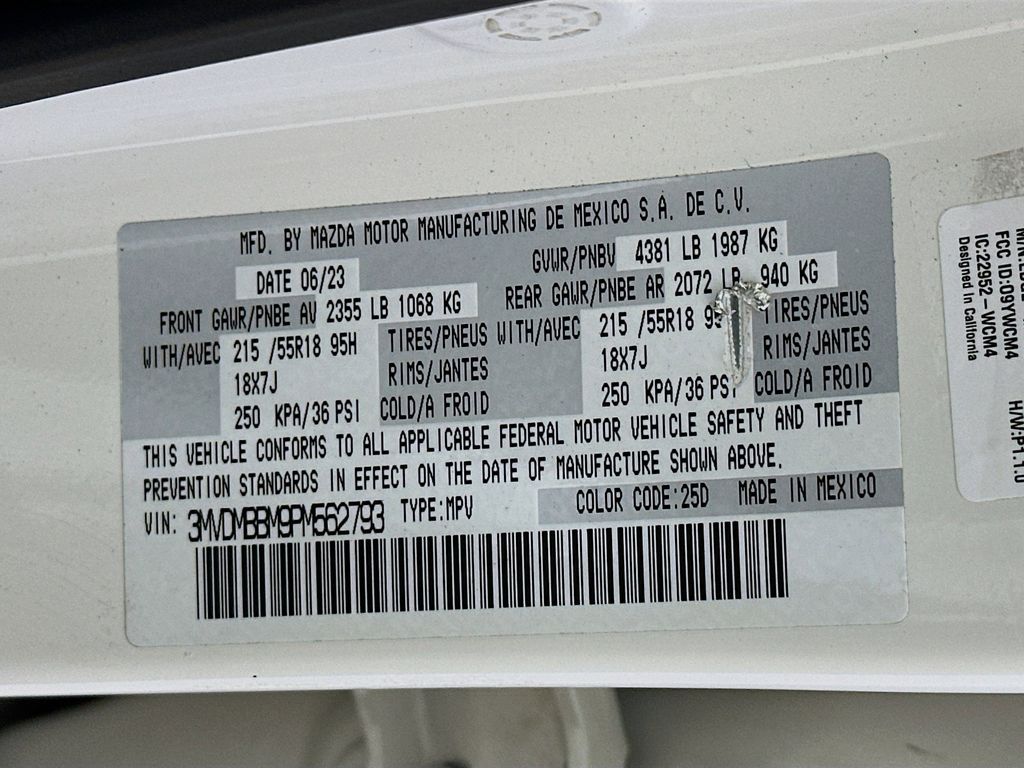 MFD. BY MAZDA MOTOR MANUFACTURING DE MEXICO S.A. DE C.V.
DATE 06/23
GVWR/PNBV 4381 LB 1987 KG
FRONT GAWR/PNBE AV 2355 LB 1068 KG
REAR GAWR/PNBE AR 2072 LB 940 KG
WITH/AVEC 215 /55R18 95H TIRES/PNEUS
18X7J RIMS/JANTES
250 KPA/36 PSI COLD/A FROID
WITH/AVEC 215 /55R18 TIRES/PNEUS
18X7J RIMS/JANTES
250 KPA/36 PSI COLD/A FROID
THIS VEHICLE CONFORMS TO ALL APPLICABLE FEDERAL MOTOR VEHICLE SAFETY AND THEFT
PREVENTION STANDARDS IN EFFECT ON THE DATE OF MANUFACTURE SHOWN ABOVE.
VIN: 3MVDMBBM9PM562793 TYPE:MPV
COLOR CODE:25D MADE IN MEXICO
FCC ID:O9YWCM4
IC:22952-WCM4
Designed in California
H/W:P1.1.0